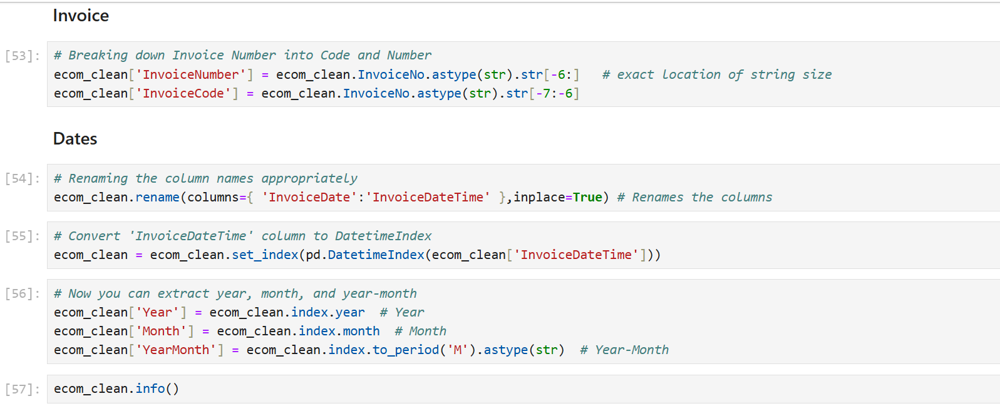 Invoice
[53]: # Breaking down Invoice Number into Code and Number
ecom_clean['InvoiceNumber'] = ecom_clean.InvoiceNo.astype(str).str[-6:]   # exact location of string size
ecom_clean['InvoiceCode'] = ecom_clean.InvoiceNo.astype(str).str[-7:-6]
Dates
[54]: # Renaming the column names appropriately
ecom_clean.rename(columns={ 'InvoiceDate':'InvoiceDateTime' },inplace=True) # Renames the columns
[55]: # Convert 'InvoiceDateTime' column to DatetimeIndex
ecom_clean = ecom_clean.set_index(pd.DatetimeIndex(ecom_clean['InvoiceDateTime']))
[56]: # Now you can extract year, month, and year-month
ecom_clean['Year'] = ecom_clean.index.year  # Year
ecom_clean['Month'] = ecom_clean.index.month  # Month
ecom_clean['YearMonth'] = ecom_clean.index.to_period('M').astype(str)  # Year-Month
[57]: ecom_clean.info()